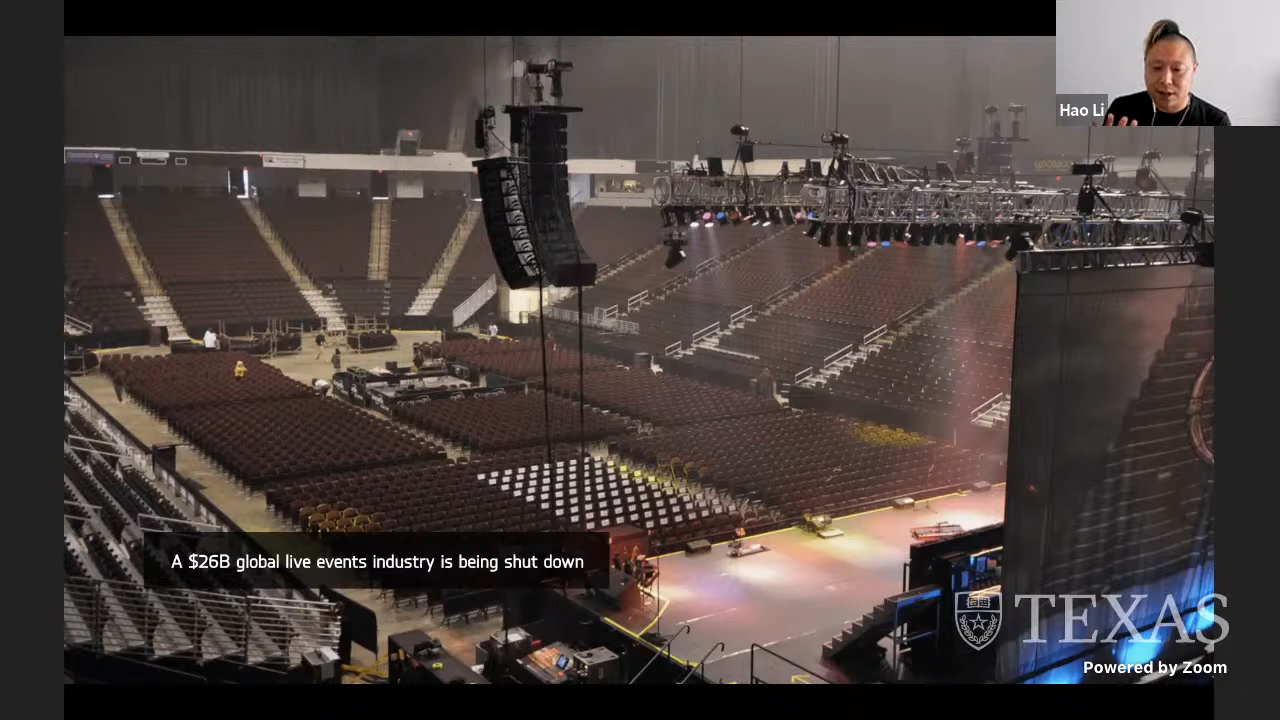 Hao Li
A $26B global live events industry is being shut down
TEXAS
Powered by Zoom